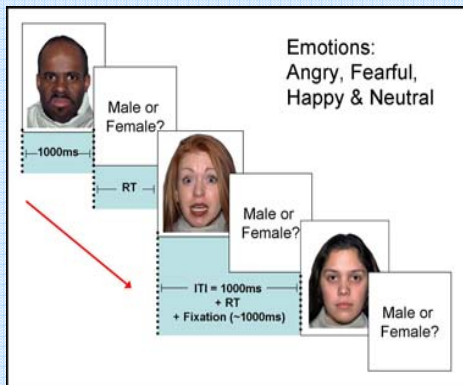 Emotions:
Angry, Fearful,
Happy & Neutral
Male or
Female?
1000ms
RT
Male or
Female?
ITI = 1000ms
+ RT
+ Fixation (~1000ms)
Male or
Female?